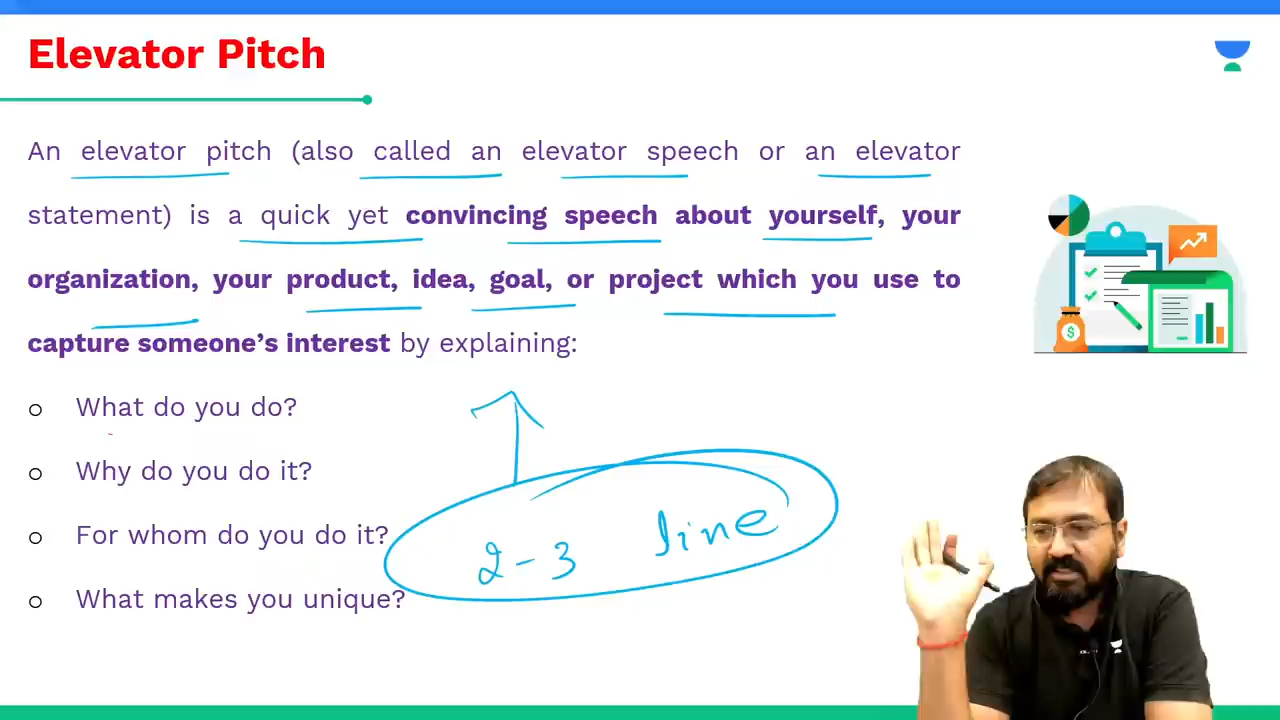 Elevator Pitch
An elevator pitch (also called an elevator speech or an elevator
statement) is a quick yet convincing speech about yourself, your
organization, your product, idea, goal, or project which you use to
capture someone’s interest by explaining:
o What do you do?
o Why do you do it?
o For whom do you do it?
o What makes you unique?
2-3 line